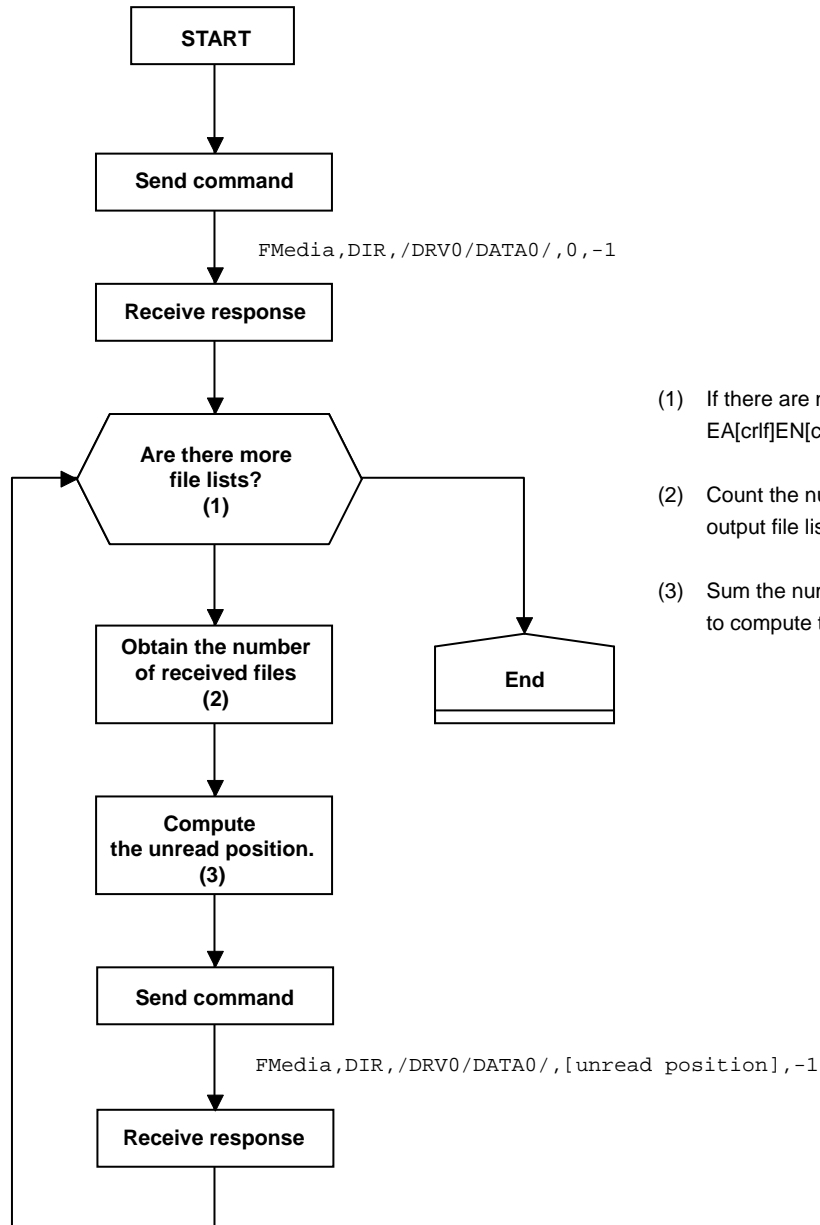 START
Send command
FMedia,DIR,/DRV0/DATA0/,0,-1
Receive response
Are there more
file lists?
(1)
Obtain the number
of received files
(2)
End
Compute
the unread position.
(3)
Send command
FMedia,DIR,/DRV0/DATA0/,[unread position],-1
Receive response
(1) If there are
EA[crlf]EN[
(2) Count the
output file
(3) Sum the
to compute